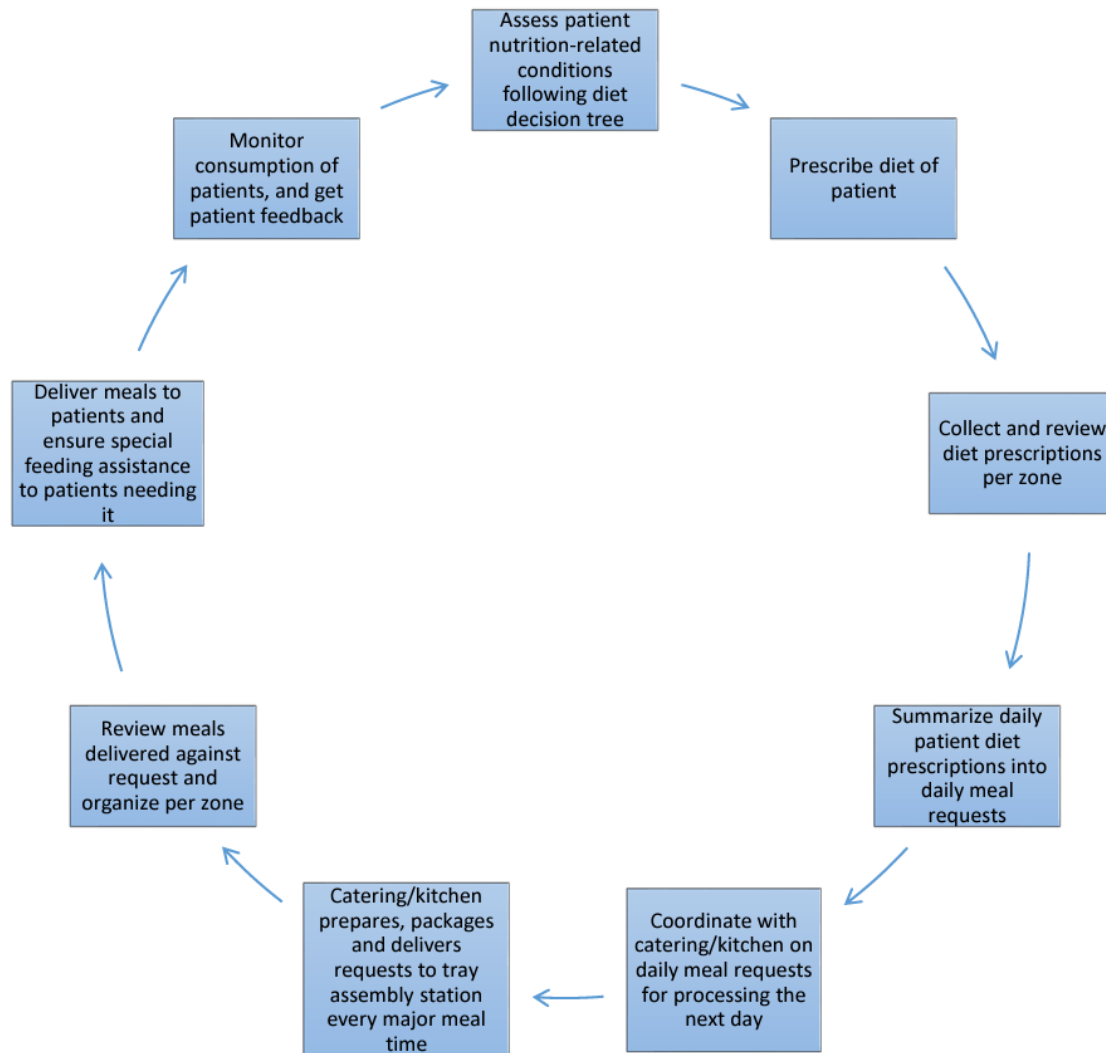 Assess patient
nutrition-related
conditions
following diet
decision tree
Prescribe diet of
patient
Collect and review
diet prescriptions
per zone
Summarize daily
patient diet
prescriptions into
daily meal
requests
Coordinate with
catering/kitchen on
daily meal requests
for processing the
next day
Catering/kitchen
prepares, packages
and delivers
requests to tray
assembly station
every major meal
time
Review meals
delivered against
request and
organize per zone
Deliver meals to
patients and
ensure special
feeding assistance
to patients needing
it
Monitor
consumption of
patients, and get
patient feedback